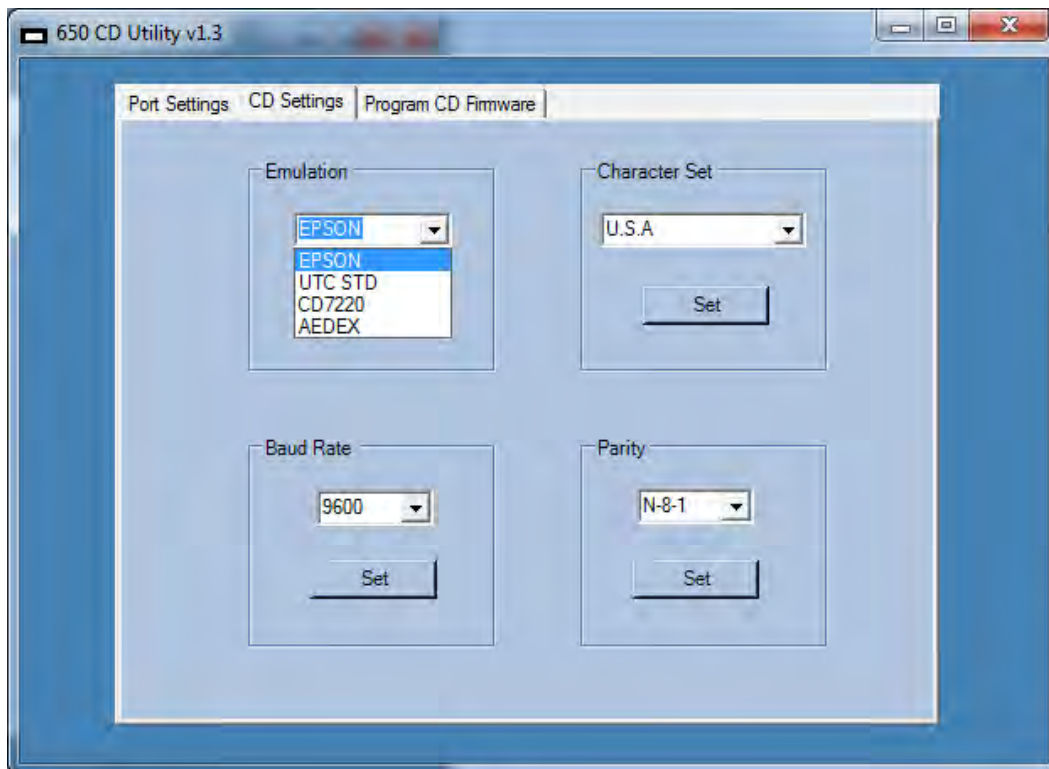 650 CD Utility v1.3
Port Settings CD Settings Program CD Firmware
Emulation
EPSON
EPSON
UTC STD
CD7220
AEDEX
Character Set
U.S.A
Set
Baud Rate
9600
Set
Parity
N-8-1
Set